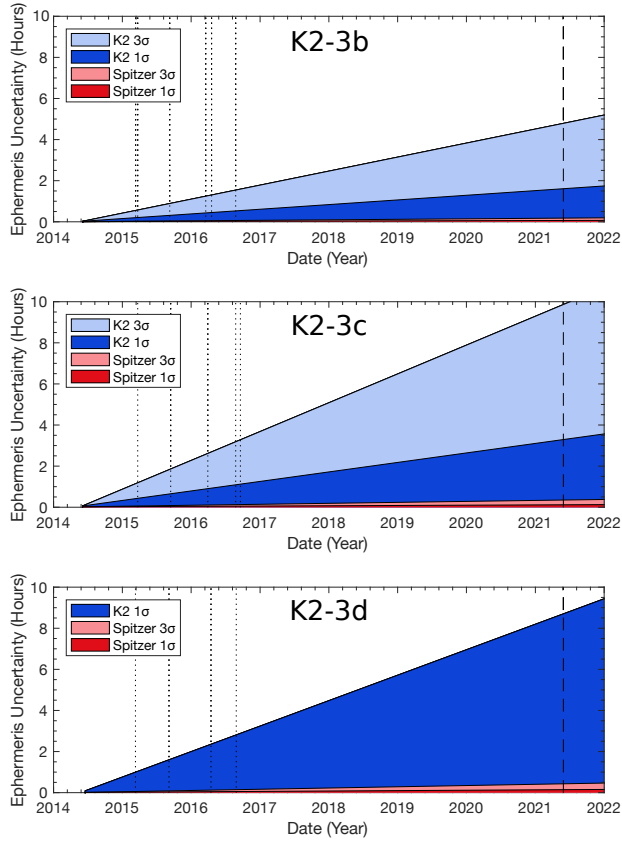 K2-3b
K2 3σ
K2 1σ
Spitzer 3σ
Spitzer 1σ
Ephermeris Uncertainty (Hours)
10
8
6
4
2
0
2014 2015 2016 2017 2018 2019 2020 2021 2022
Date (Year)
K2-3c
K2 3σ
K2 1σ
Spitzer 3σ
Spitzer 1σ
Ephermeris Uncertainty (Hours)
10
8
6
4
2
0
2014 2015 2016 2017 2018 2019 2020 2021 2022
Date (Year)
K2-3d
K2 1σ
Spitzer 3σ
Spitzer 1σ
Ephermeris Uncertainty (Hours)
10
8
6
4
2
0
2014 2015 2016 2017 2018 2019 2020 2021 2022
Date (Year)